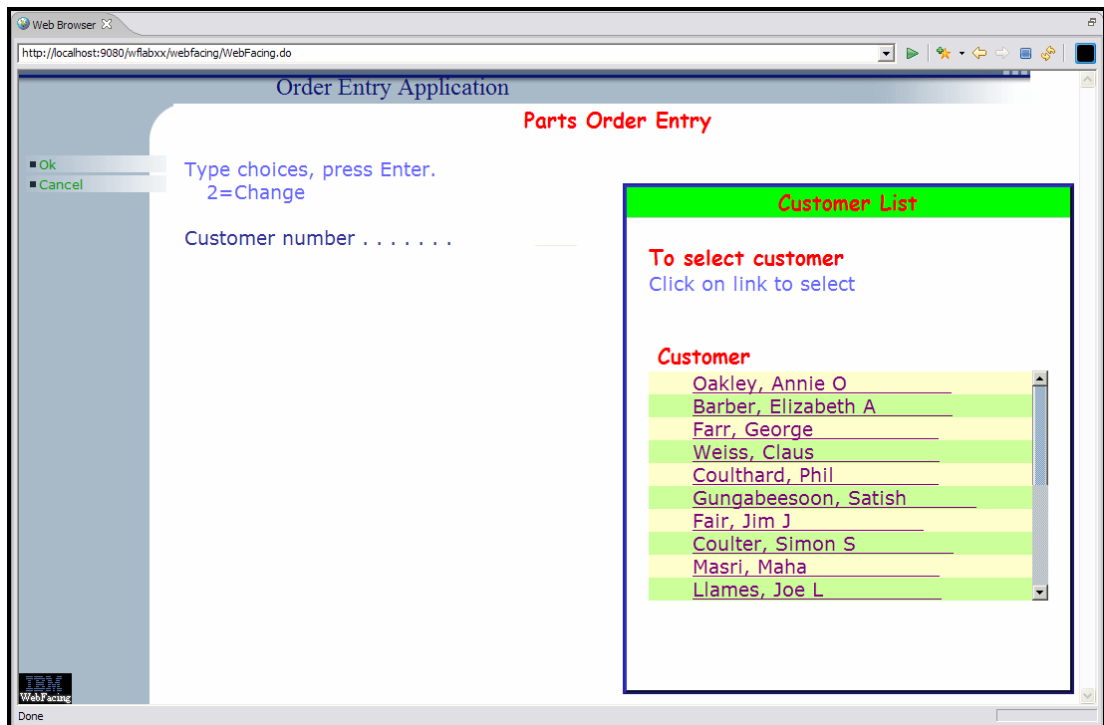 Web Browser
http://localhost:9080/wflabxx/webfacing/WebFacing.do
Order Entry Application
Parts Order Entry
Ok
Cancel
Type choices, press Enter.
2=Change
Customer number . . . . . . .
Customer List
To select customer
Click on link to select
Customer
Oakley, Annie O
Barber, Elizabeth A
Farr, George
Weiss, Claus
Coulthard, Phil
Gungabeesoon, Satish
Fair, Jim J
Coulter, Simon S
Masri, Maha
Llames, Joe L
IBM
WebFacing
Done